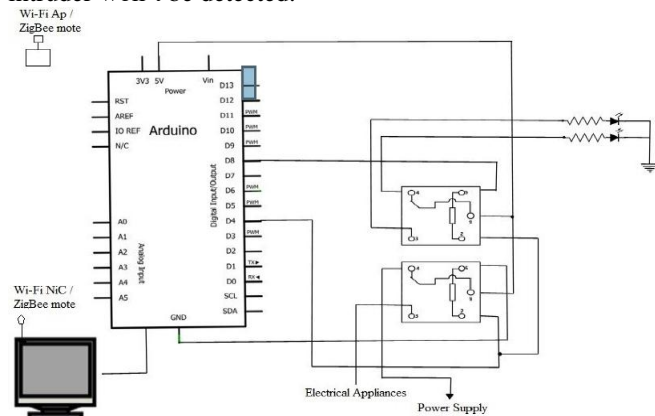 intruder won't be detected.
Wi-Fi Ap /
ZigBee mote
3V3 5V Vin
Power
D13
RST D12
AREF D11 PWM
IO REF Arduino D10 PWM
N/C D9 PWM
D8
D7
Digital Input/Output
D6 PWM
D5 PWM
A0 D4
A1 D3 PWM
Analog Input
A2 D2
A3 D1 TX
A4 D0 RX
A5 SCL
SDA
GND
Wi-Fi NiC /
ZigBee mote
Electrical Appliances
Power Supply